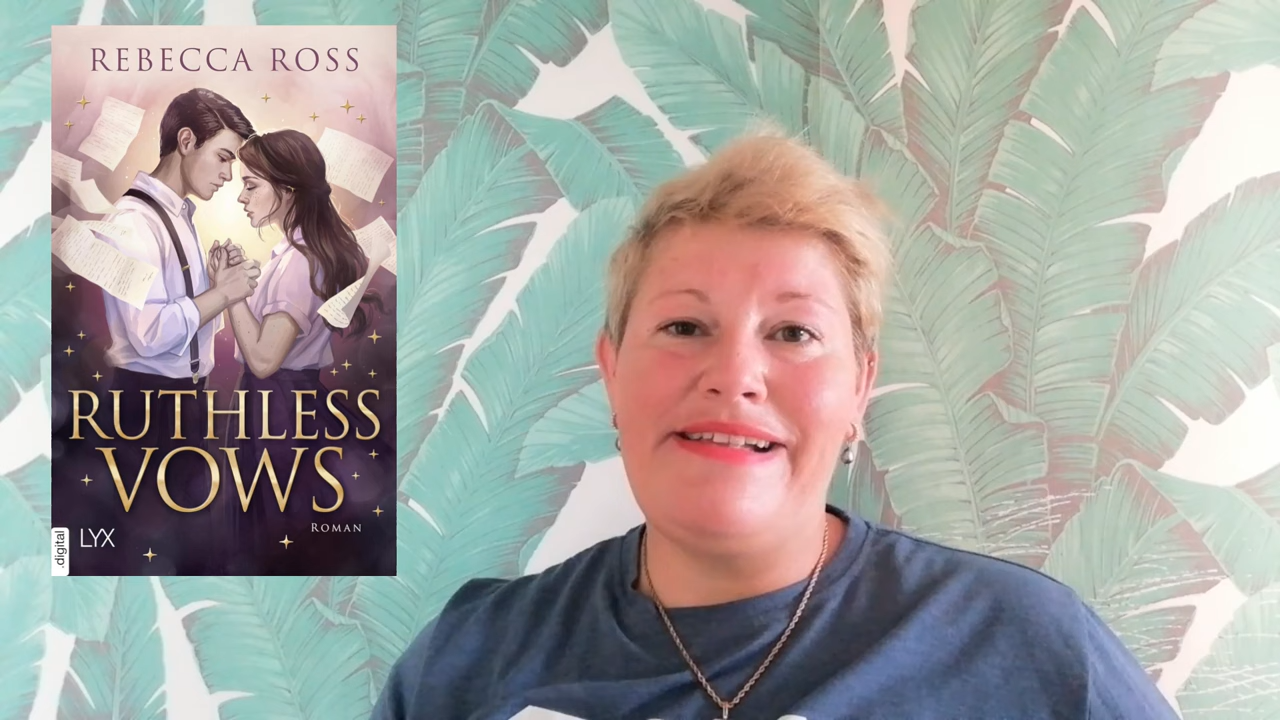 REBECCA ROSS
RUTHLESS
VOWS
ROMAN
.digital
LYX